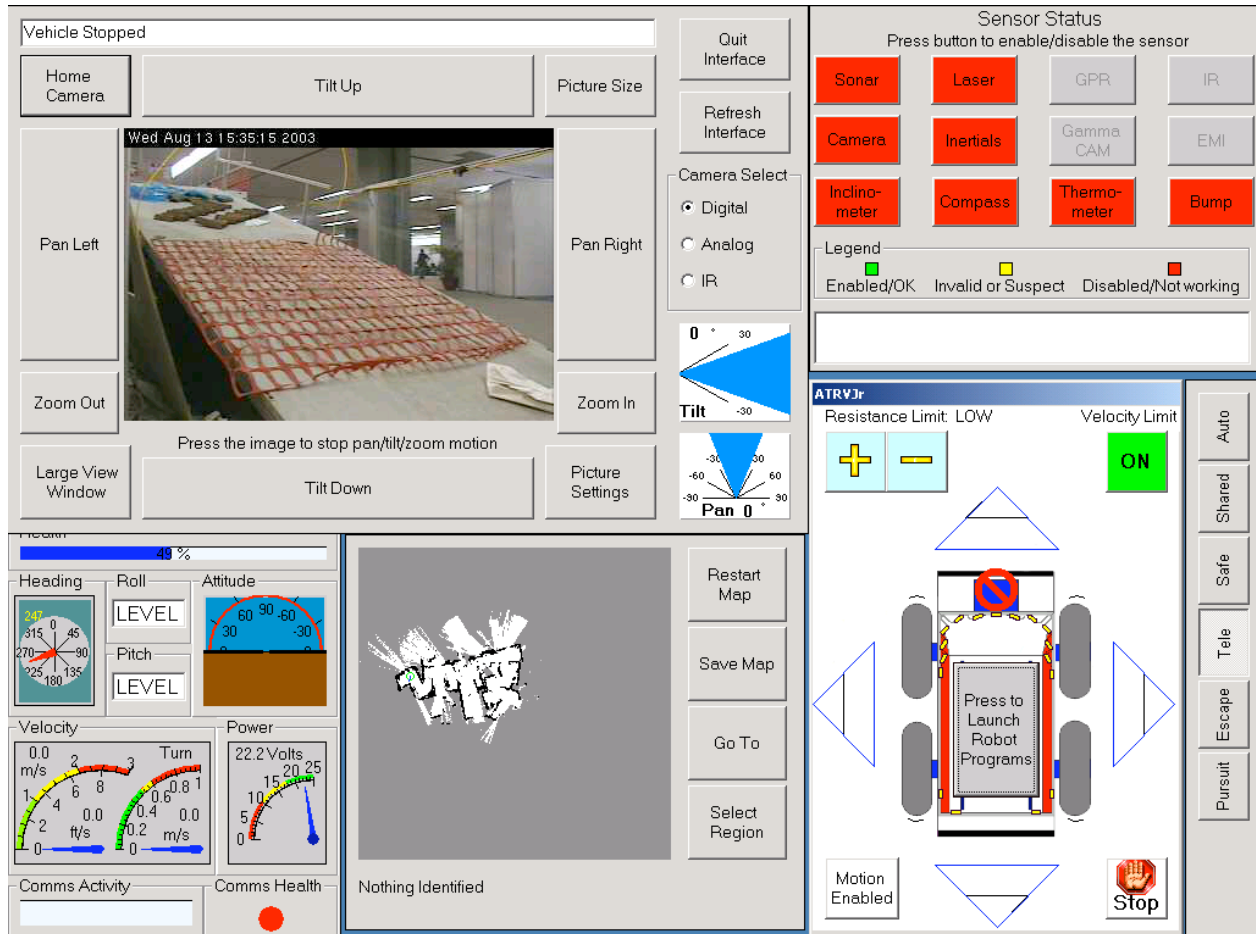 Vehicle Stopped
Home
Camera
Tilt Up
Picture Size
Quit
Interface
Refresh
Interface
Wed Aug 13 15:35:15 2003
Pan Left
Pan Right
Camera Select
Digital
Analog
IR
Zoom Out
Zoom In
0 ° 30
Tilt -30
Press the image to stop pan/tilt/zoom motion
Large View
Window
Tilt Down
Picture
Settings
-30 30
-60 60
-90 90
Pan 0 °
Sensor Status
Press button to enable/disable the sensor
Sonar
Laser
GPR
IR
Camera
Inertials
Gamma
CAM
EMI
Inclino-
meter
Compass
Thermo-
meter
Bump
Legend
Enabled/OK
Invalid or Suspect
Disabled/Not working
Health
49 %
Heading
247
0
315 45
270 90
225 135
180
Roll
LEVEL
Pitch
LEVEL
Attitude
60 90 -60
30 -30
0 0
Velocity
0.0
m/s
2 3
6 8
1 4
2
0.0
ft/s
0
Turn
0.8 1
0.6
0.4 0.0
0.2 m/s
0
Power
22.2 Volts
20 25
15
10
5
0
Comms Activity
Comms Health
Restart
Map
Save Map
Go To
Select
Region
Nothing Identified
ATRVJr
Resistance Limit: LOW
Velocity Limit
ON
Press to
Launch
Robot
Programs
Motion
Enabled
Stop
Auto
Shared
Safe
Tele
Escape
Pursuit